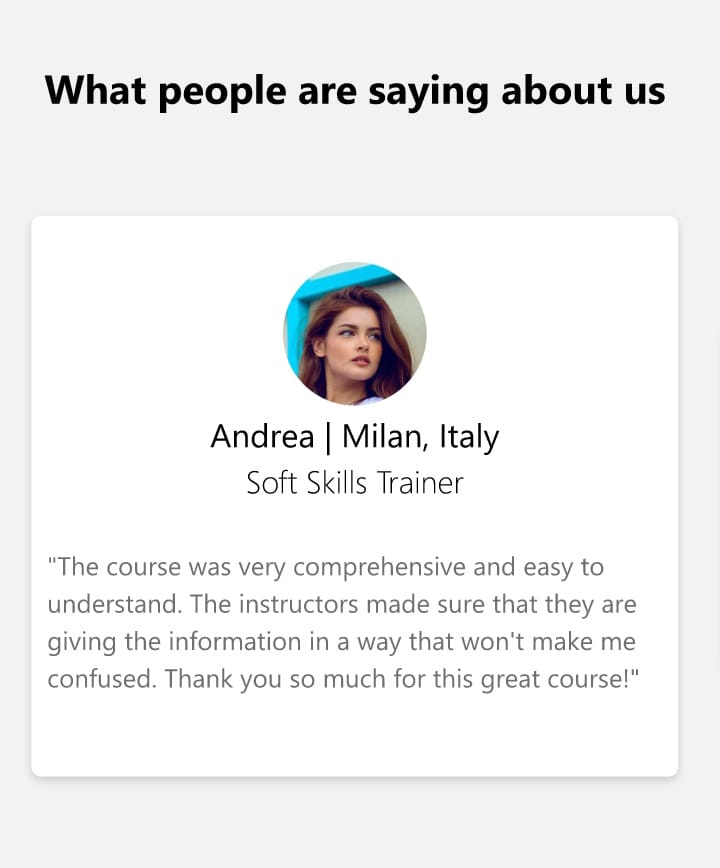 What people are saying about us
Andrea | Milan, Italy
Soft Skills Trainer
"The course was very comprehensive and easy to
understand. The instructors made sure that they are
giving the information in a way that won't make me
confused. Thank you so much for this great course!"